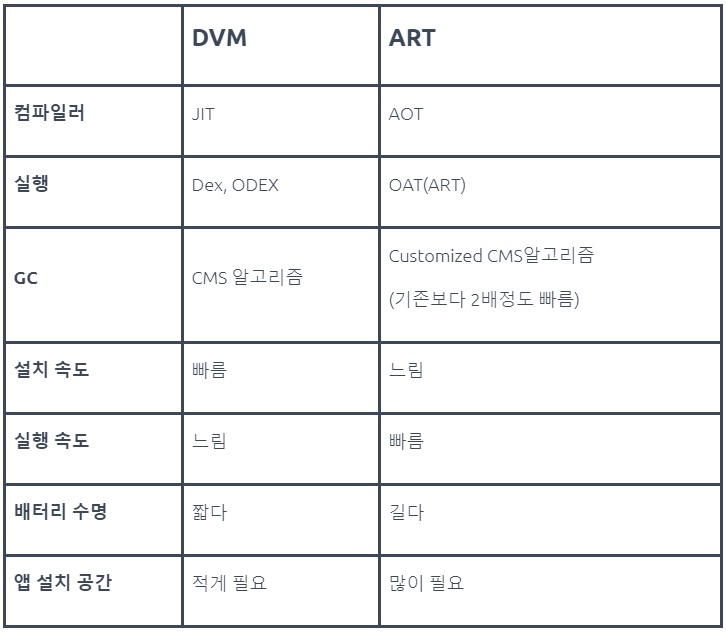 DVM ART
컴파일러 JIT AOT
실행 Dex, ODEX OAT(ART)
GC CMS 알고리즘 Customized CMS알고리즘
(기존보다 2배정도 빠름)
설치 속도 빠름 느림
실행 속도 느림 빠름
배터리 수명 짧다 길다
앱 설치 공간 적게 필요 많이 필요